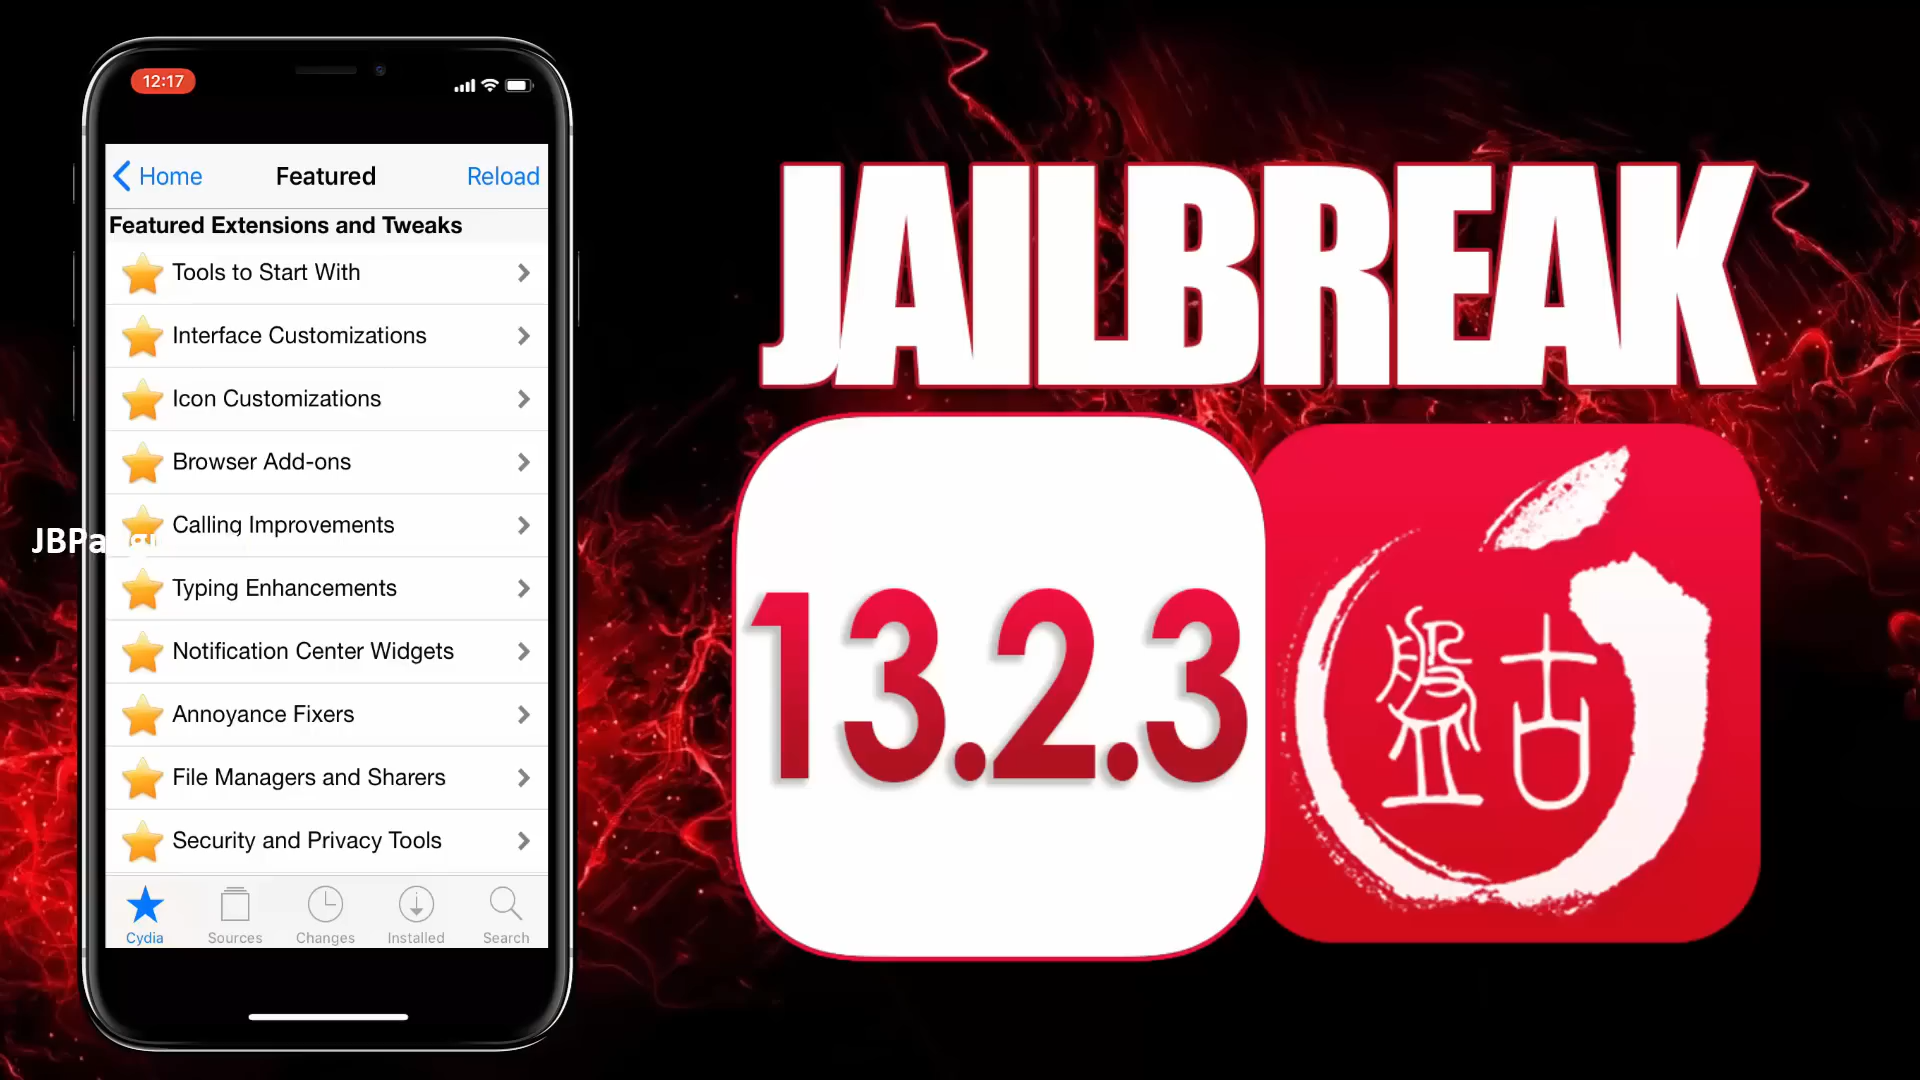 12:17
Home
Featured
Reload
Featured Extensions and Tweaks
Tools to Start With
Interface Customizations
Icon Customizations
Browser Add-ons
Calling Improvements
Typing Enhancements
Notification Center Widgets
Annoyance Fixers
File Managers and Sharers
Security and Privacy Tools
Cydia
Sources
Changes
Installed
Search
JAILBREAK
13.2.3
盤古